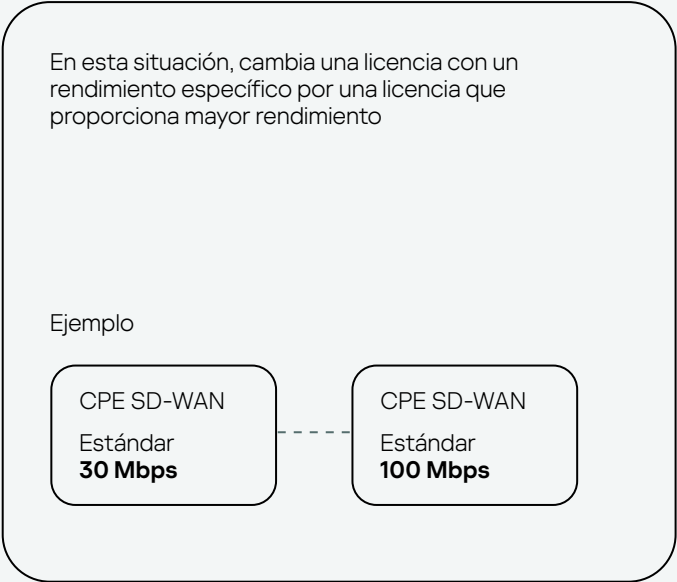 En esta situación, cambia una licencia con un
rendimiento específico por una licencia que
proporciona mayor rendimiento
Ejemplo
CPE SD-WAN
Estándar
30 Mbps
CPE SD-WAN
Estándar
100 Mbps